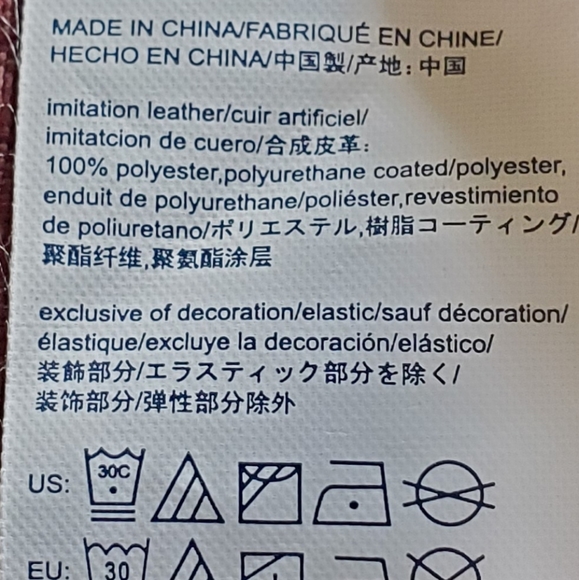 MADE IN CHINA/FABRIQUÉ EN CHINE/
HECHO EN CHINA/中国製/产地:中国
imitation leather/cuir artificiel/
imitatcion de cuero/合成皮革:
100% polyester,polyurethane coated/polyester,
enduit de polyurethane/poliéster,revestimiento
de poliuretano/ポリエステル,樹脂コーティング/
聚酯纤维,聚氨酯涂层
exclusive of decoration/elastic/sauf décoration/
élastique/excluye la decoración/elástico/
装飾部分/エラスティック部分を除く/
装饰部分/弹性部分除外
US: 30C
EU: 30